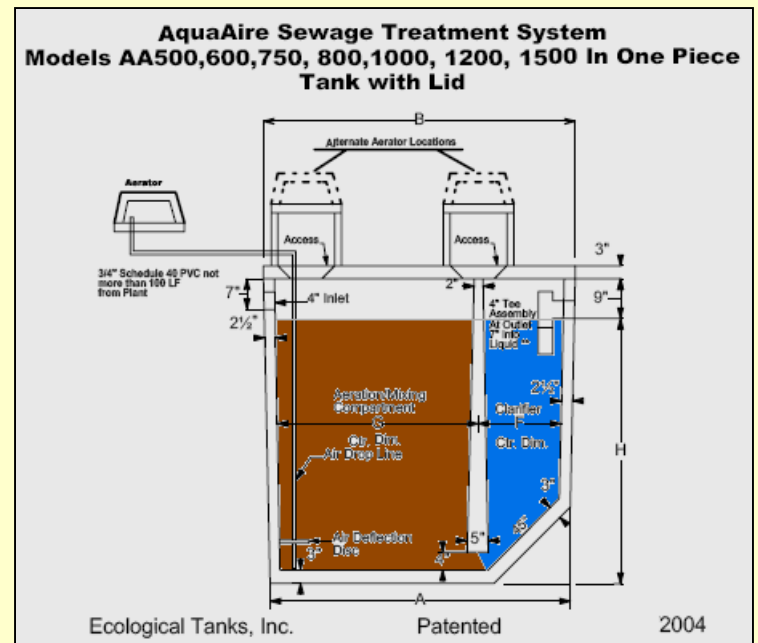 AquaAire Sewage Treatment System
Models AA500,600,750, 800,1000, 1200, 1500 In One Piece
Tank with Lid
B
Alternate Aerator Locations
Aerator
Access
Access
3"
3/4" Schedule 40 PVC not
more than 100 LF
from Plant
7"
4" Inlet
2"
4" Tee
Assembly
At Outlet
7" Into
Liquid
9"
2½"
2½"
Aeration/Mixing
Compartment
G
Ctr. Dim.
Air Drop Line
Clarifier
F
Ctr. Dim.
H
3"
Air Deflection
Disc
3"
5"
A
Ecological Tanks, Inc.
Patented
2004